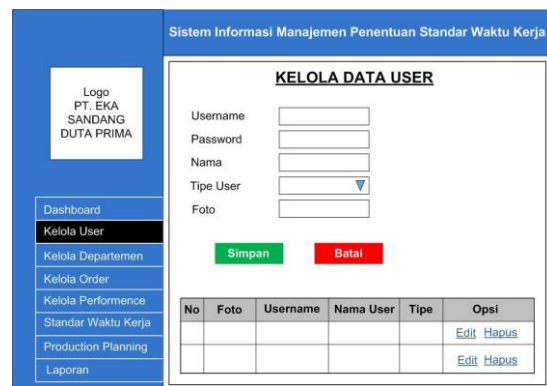 Sistem Informasi Manajemen Penentuan Standar Waktu Kerja
Logo
PT. EKA
SANDANG
DUTA PRIMA
Dashboard
Kelola User
Kelola Departemen
Kelola Order
Kelola Performence
Standar Waktu Kerja
Production Planning
Laporan
KELOLA DATA USER
Username
Password
Nama
Tipe User
Foto
Simpan Batal
No Foto Username Nama User Tipe Opsi
Edit Hapus
Edit Hapus